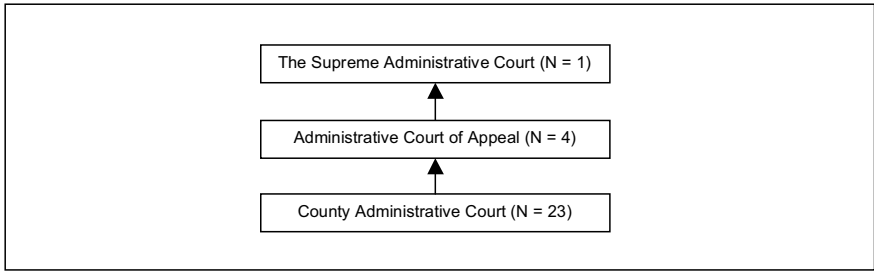 The Supreme Administrative Court (N = 1)
Administrative Court of Appeal (N = 4)
County Administrative Court (N = 23)